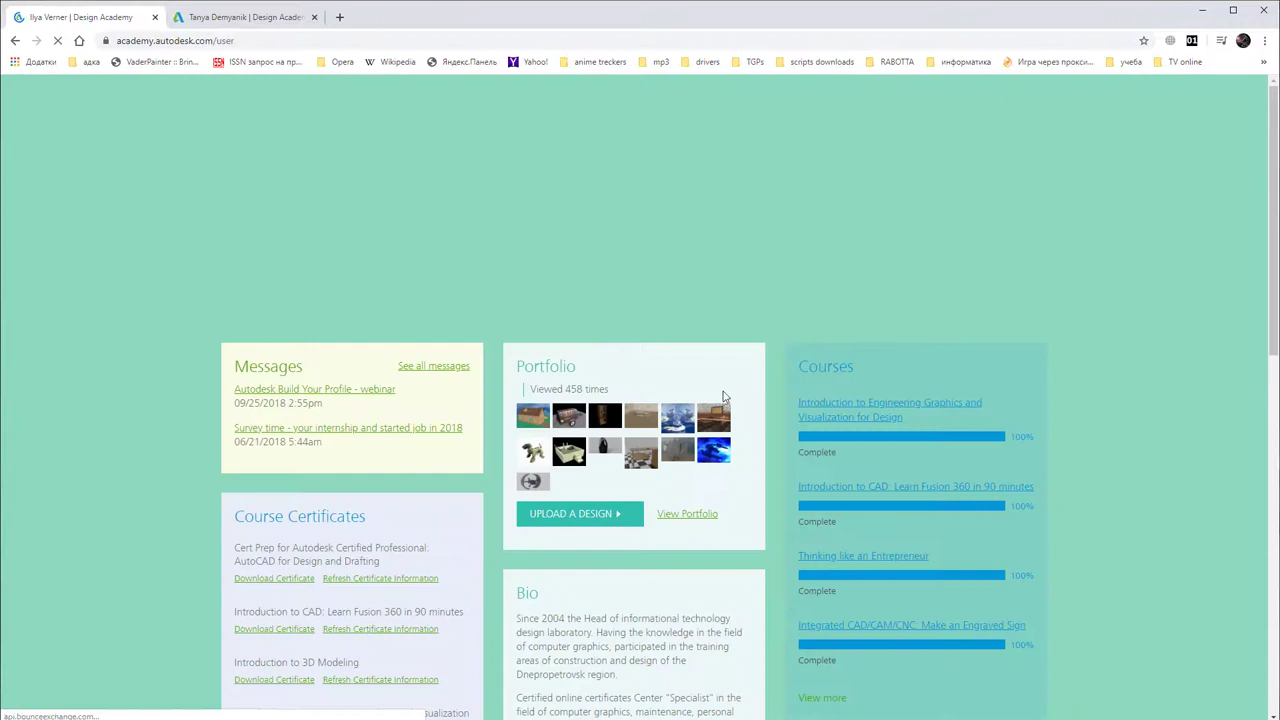 Ilya Verner | Design Academy
Tanya Demyanik | Design Acade
academy.autodesk.com/user
Додатки
адка
VaderPainter :: Brin...
ISSN запрос на пр...
Opera
Wikipedia
Яндекс.Панель
Yahoo!
anime treckers
mp3
drivers
TGPs
scripts downloads
RABOTTA
информатика
Игра через прокси...
учеба
TV online
»
Messages
See all messages
Autodesk Build Your Profile - webinar
09/25/2018 2:55pm
Survey time - your internship and started job in 2018
06/21/2018 5:44am
Course Certificates
Cert Prep for Autodesk Certified Professional:
AutoCAD for Design and Drafting
Download Certificate Refresh Certificate Information
Introduction to CAD: Learn Fusion 360 in 90 minutes
Download Certificate Refresh Certificate Information
Introduction to 3D Modeling
Download Certificate Refresh Certificate Information
Portfolio
Viewed 458 times
UPLOAD A DESIGN
View Portfolio
Bio
Since 2004 the Head of informational technology
design laboratory. Having the knowledge in the field
of computer graphics, participated in the training
areas of construction and design of the
Dnepropetrovsk region.
Certified online certificates Center "Specialist" in the
field of computer graphics, maintenance, personal
Courses
Introduction to Engineering Graphics and
Visualization for Design
100%
Complete
Introduction to CAD: Learn Fusion 360 in 90 minutes
100%
Complete
Thinking like an Entrepreneur
100%
Complete
Integrated CAD/CAM/CNC: Make an Engraved Sign
100%
Complete
View more
api.bounceexchange.com...